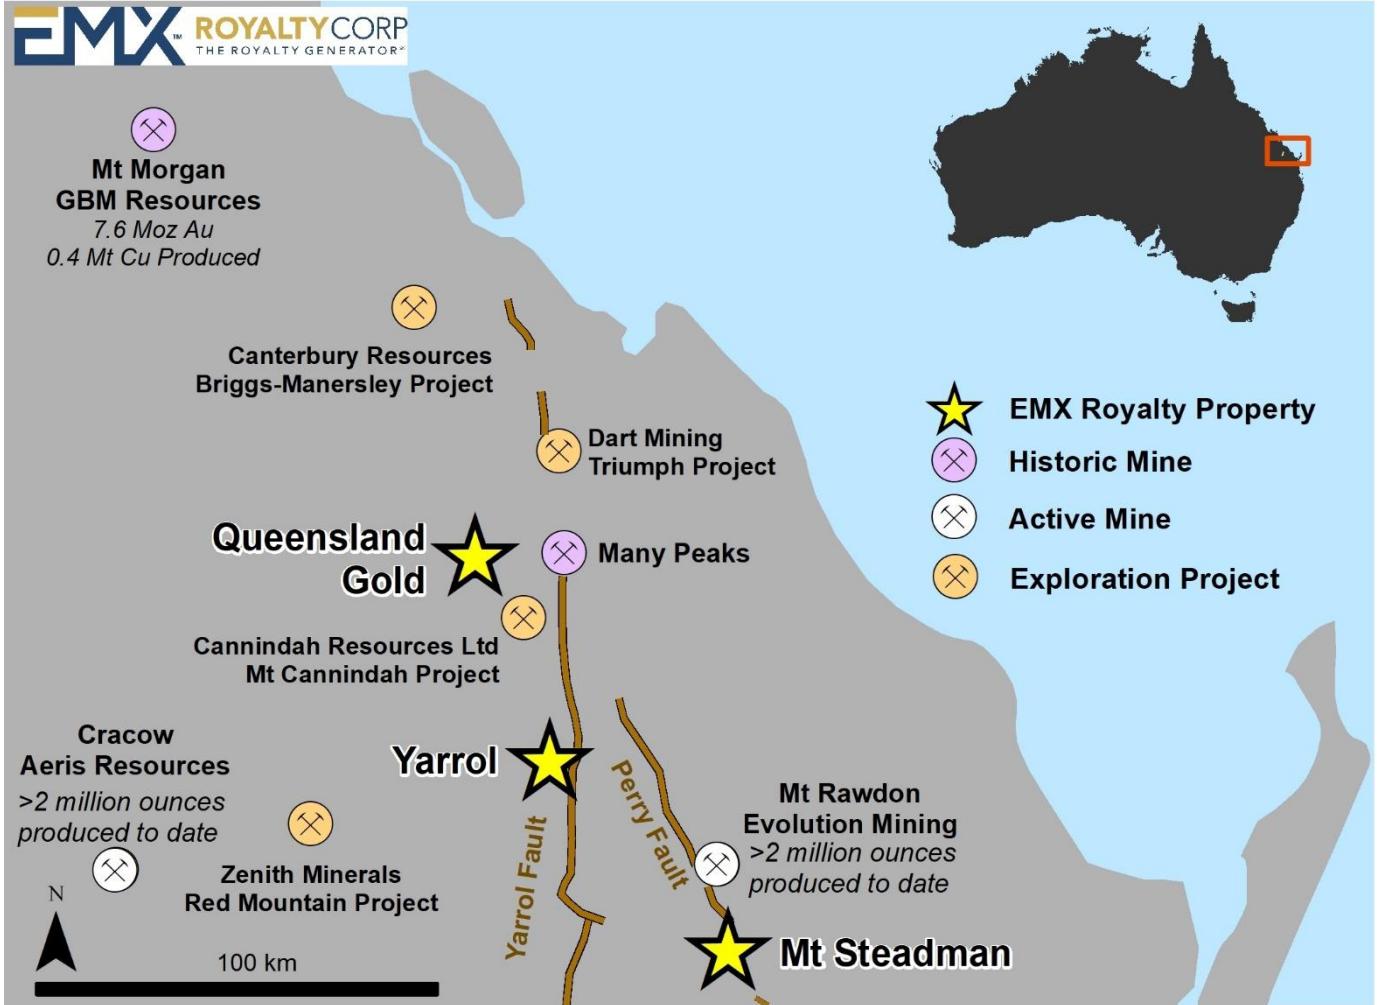 EMX™ ROYALTYCORP
THE ROYALTY GENERATOR
Mt Morgan
GBM Resources
7.6 Moz Au
0.4 Mt Cu Produced
Canterbury Resources
Briggs-Manersley Project
Dart Mining
Triumph Project
EMX Royalty Property
Historic Mine
Active Mine
Exploration Project
Queensland
Gold
Many Peaks
Cannindah Resources Ltd
Mt Cannindah Project
Cracow
Aeris Resources
>2 million ounces
produced to date
Yarrol
Zenith Minerals
Red Mountain Project
Yarrol Fault
Perry Fault
Mt Rawdon
Evolution Mining
>2 million ounces
produced to date
Mt Steadman
N
100 km